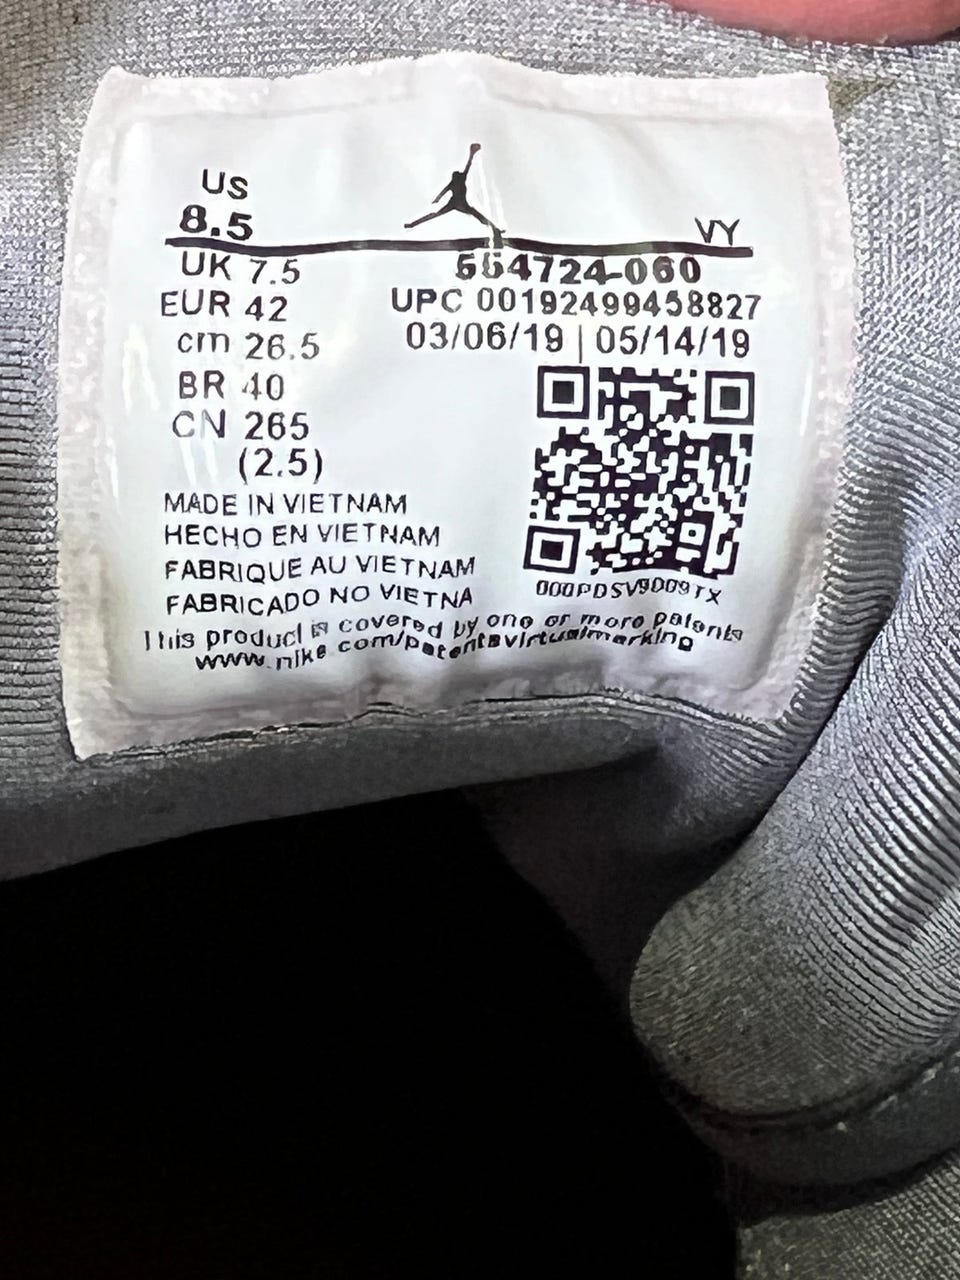 US
8.5
VY
UK 7.5
554724-060
EUR 42
UPC 00192499458827
cm 26.5
03/06/19 | 05/14/19
BR 40
CN 265
(2.5)
MADE IN VIETNAM
HECHO EN VIETNAM
FABRIQUE AU VIETNAM
FABRICADO NO VIETNA
000PDSV9D09TX
This product is covered by one or more patents
www.nike.com/patentsvirtualmarking